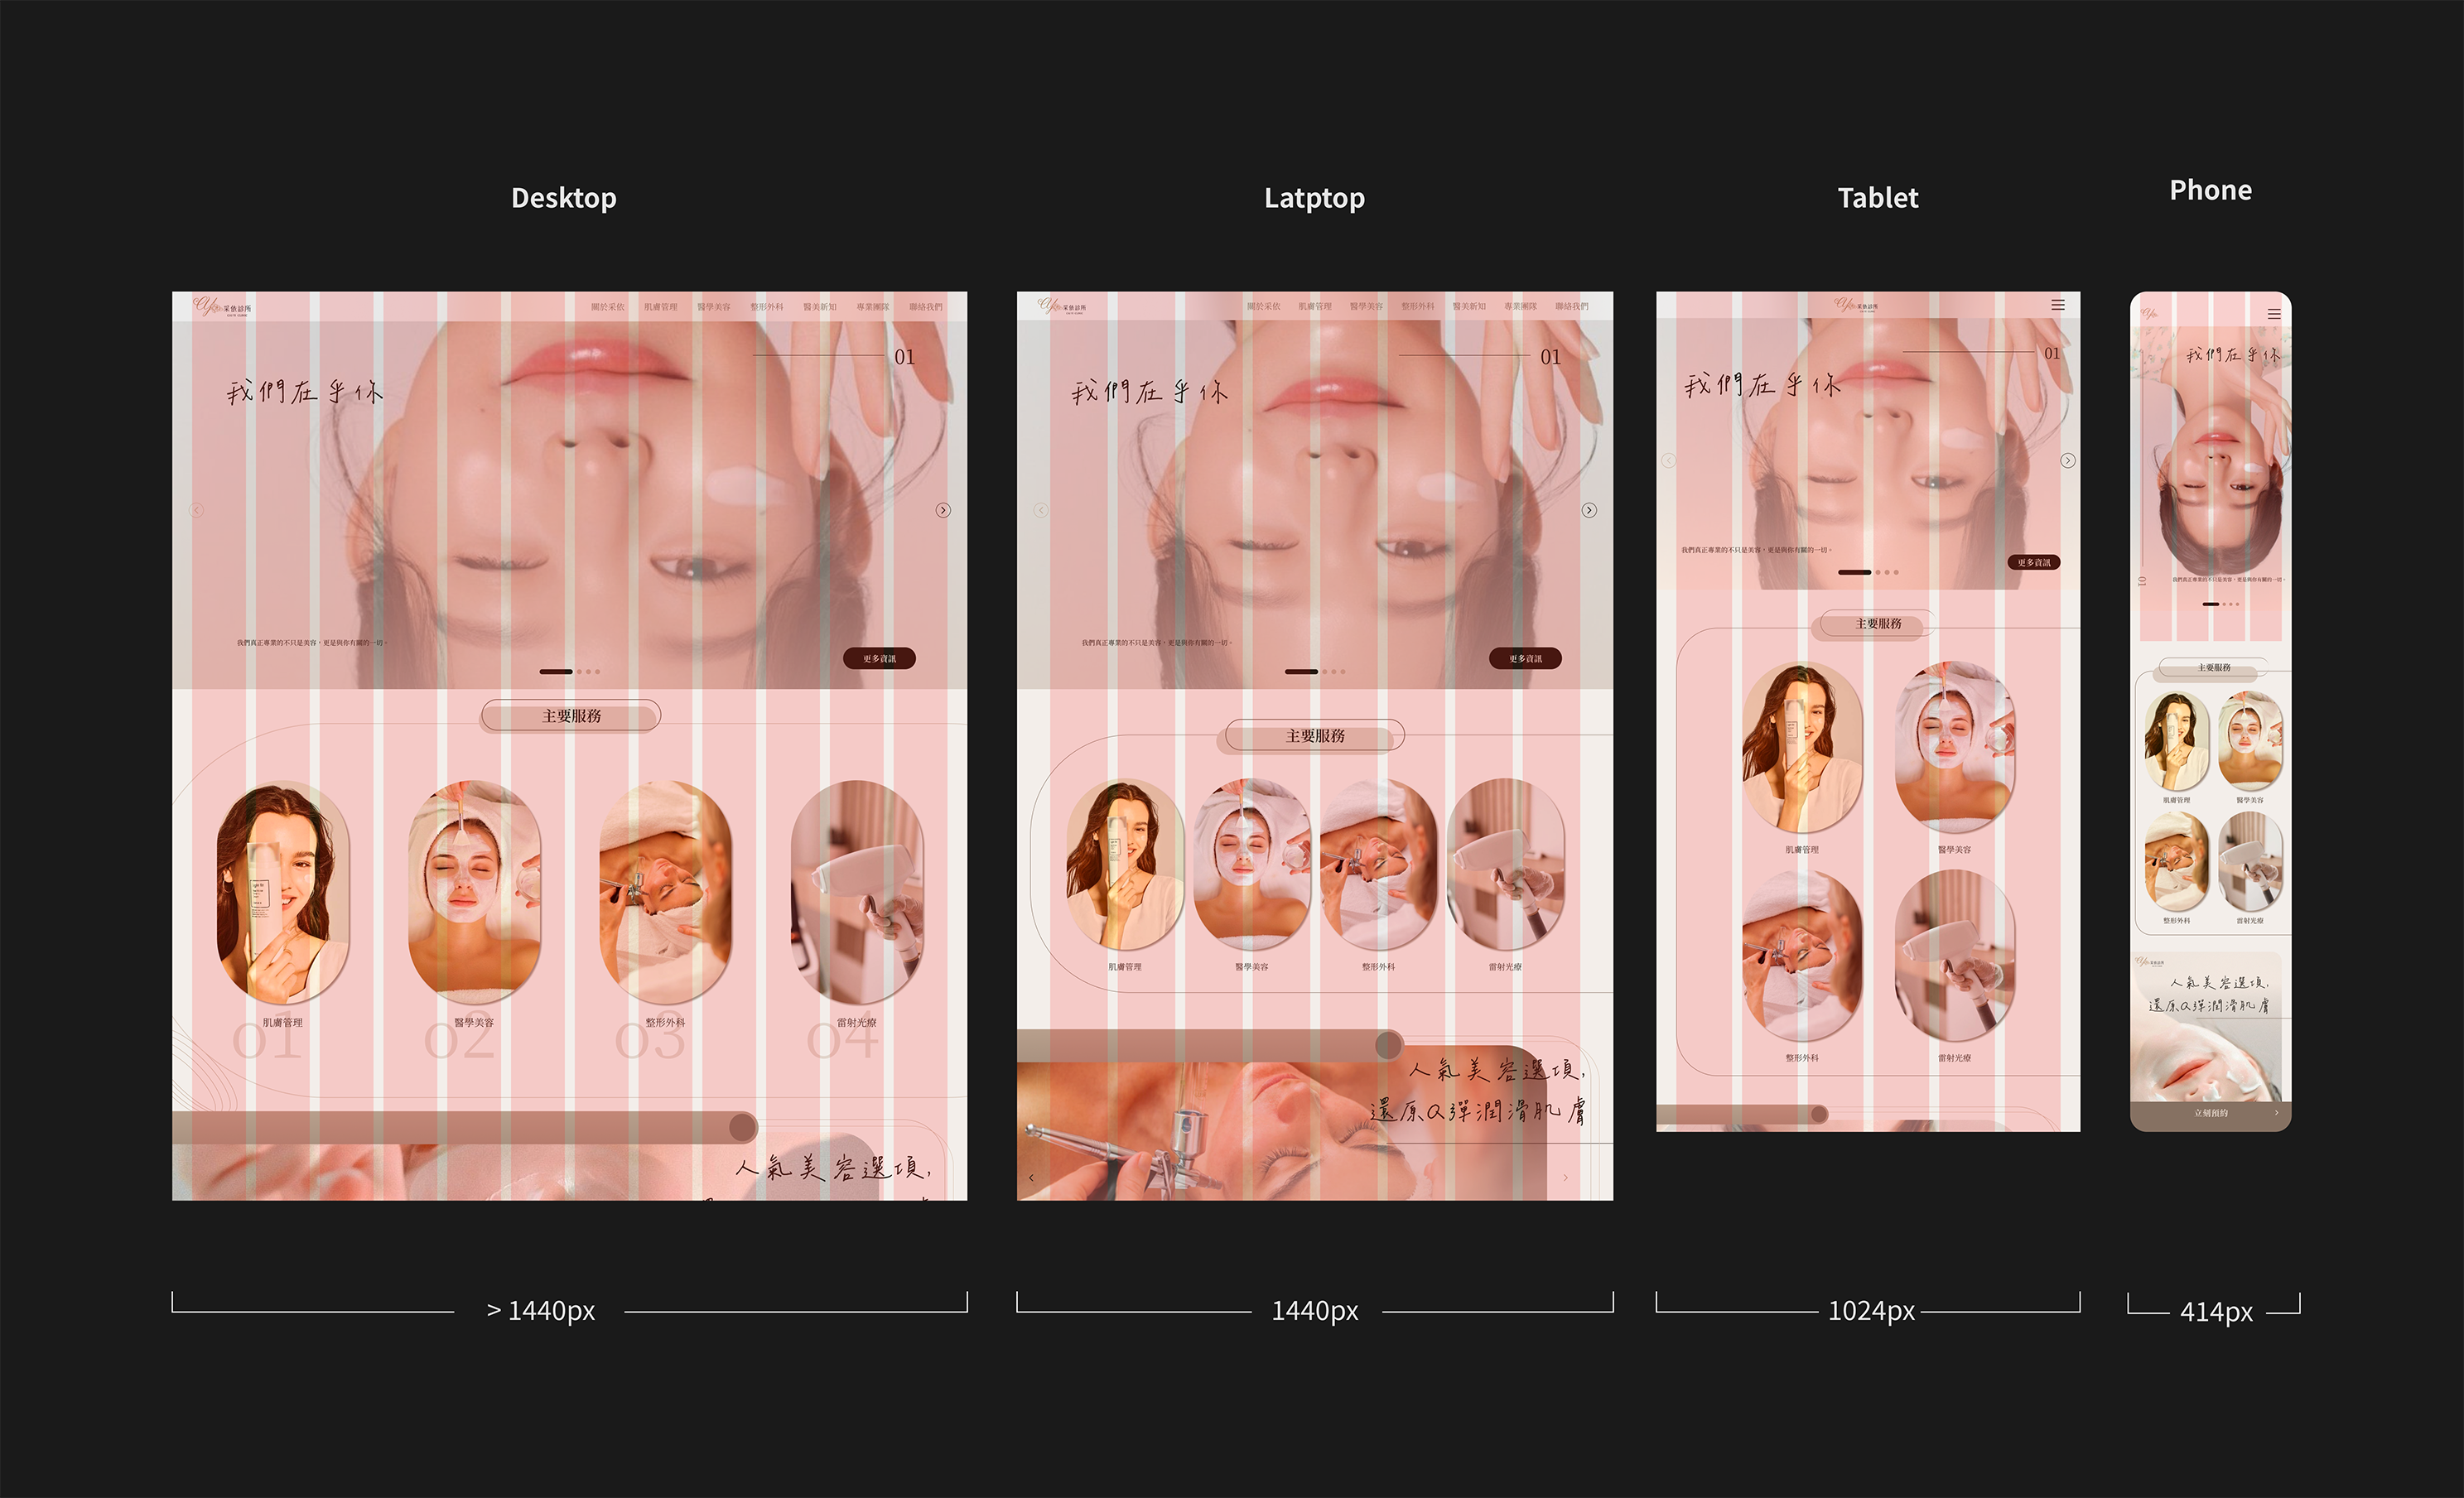 Desktop
采依診所
關於采依 肌膚管理 醫學美容 整形外科 醫美新知 專業團隊 聯絡我們
01
我們在乎你
我們真正專業的不只是美容，更是與你有關的一切。
更多資訊
主要服務
肌膚管理 醫學美容 整形外科 雷射光療
01 02 03 04
人氣美容選項,
> 1440px
Latptop
采依診所
關於采依 肌膚管理 醫學美容 整形外科 醫美新知 專業團隊 聯絡我們
01
我們在乎你
我們真正專業的不只是美容，更是與你有關的一切。
更多資訊
主要服務
肌膚管理 醫學美容 整形外科 雷射光療
人氣美容選項,
還原Q彈潤滑肌膚
1440px
Tablet
采依診所
01
我們在乎你
我們真正專業的不只是美容，更是與你有關的一切。
更多資訊
主要服務
肌膚管理 醫學美容
整形外科 雷射光療
1024px
Phone
我們在乎你
01
我們真正專業的不只是美容，更是與你有關的一切。
主要服務
肌膚管理 醫學美容
整形外科 雷射光療
采依診所
人氣美容選項,
還原Q彈潤滑肌膚
立刻預約
414px